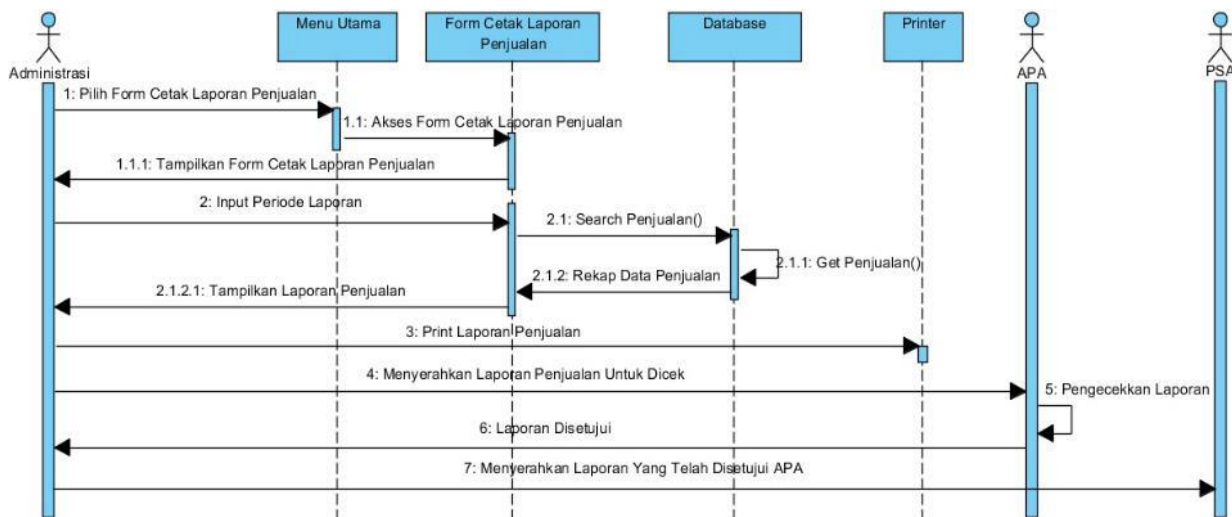 Menu Utama
Form Cetak Laporan
Penjualan
Database
Printer
Administrasi
APA
PSA
1: Pilih Form Cetak Laporan Penjualan
1.1: Akses Form Cetak Laporan Penjualan
1.1.1: Tampilkan Form Cetak Laporan Penjualan
2: Input Periode Laporan
2.1: Search Penjualan()
2.1.1: Get Penjualan()
2.1.2: Rekap Data Penjualan
2.1.2.1: Tampilkan Laporan Penjualan
3: Print Laporan Penjualan
4: Menyerahkan Laporan Penjualan Untuk Dicek
5: Pengecekkan Laporan
6: Laporan Disetujui
7: Menyerahkan Laporan Yang Telah Disetujui APA